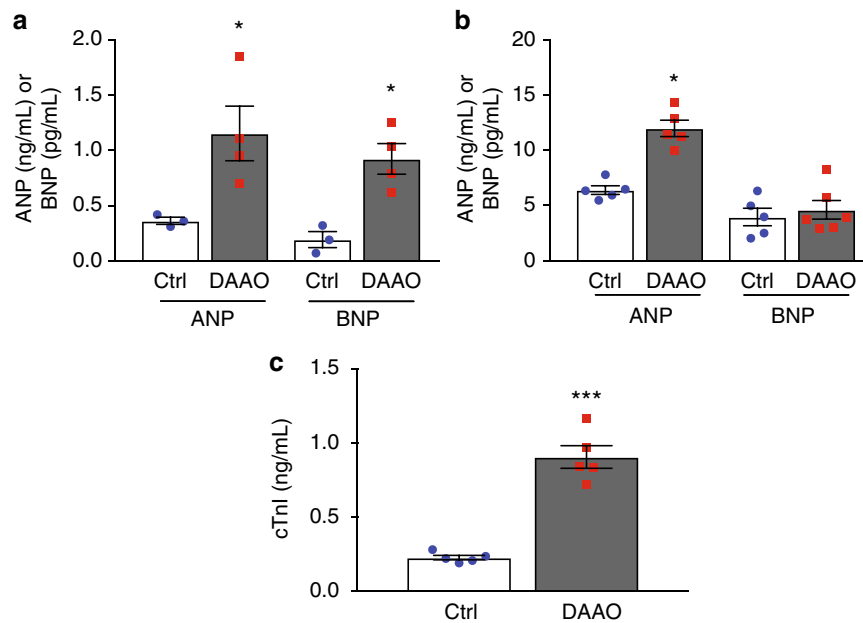 a
ANP (ng/mL) or
BNP (pg/mL)
2.0
1.5
1.0
0.5
0.0
*
*
Ctrl DAAO Ctrl DAAO
ANP BNP
b
ANP (ng/mL) or
BNP (pg/mL)
20
15
10
5
0
*
Ctrl DAAO Ctrl DAAO
ANP BNP
c
cTnI (ng/mL)
1.5
1.0
0.5
0.0
***
Ctrl DAAO